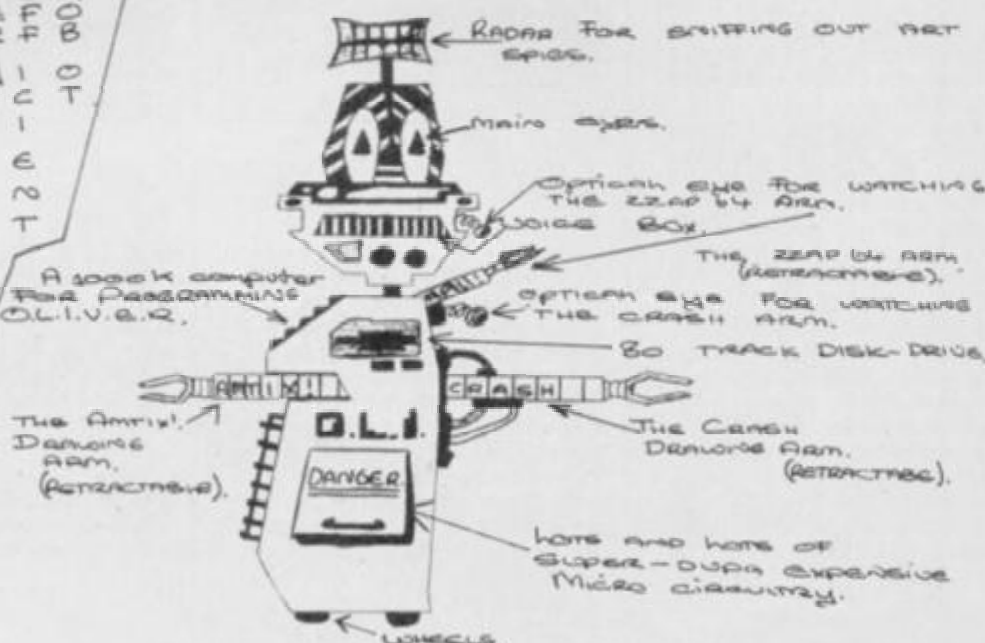 RADAR FOR SNIFFING OUT ART
SPIES.
MAIN EYES.
OPTICAL EYE FOR WATCHING
THE ZZAP 64 ARM.
VOICE BOX.
THE ZZAP 64 ARM
(RETRACTABLE).
A 1000K computer
FOR PROGRAMMING
O.L.I.V.E.R.
OPTICAL EYE FOR WATCHING
THE CRASH ARM.
80 TRACK DISK-DRIVE
AMTIX!
CRASH
THE AMTIX!
DRAWING
ARM.
(RETRACTABLE).
O.L.I.
THE CRASH
DRAWING ARM.
(RETRACTABLE).
DANGER
LOTS AND LOTS OF
SUPER-DUPA EXPENSIVE
MICRO CIRCUITRY.
WHEELS